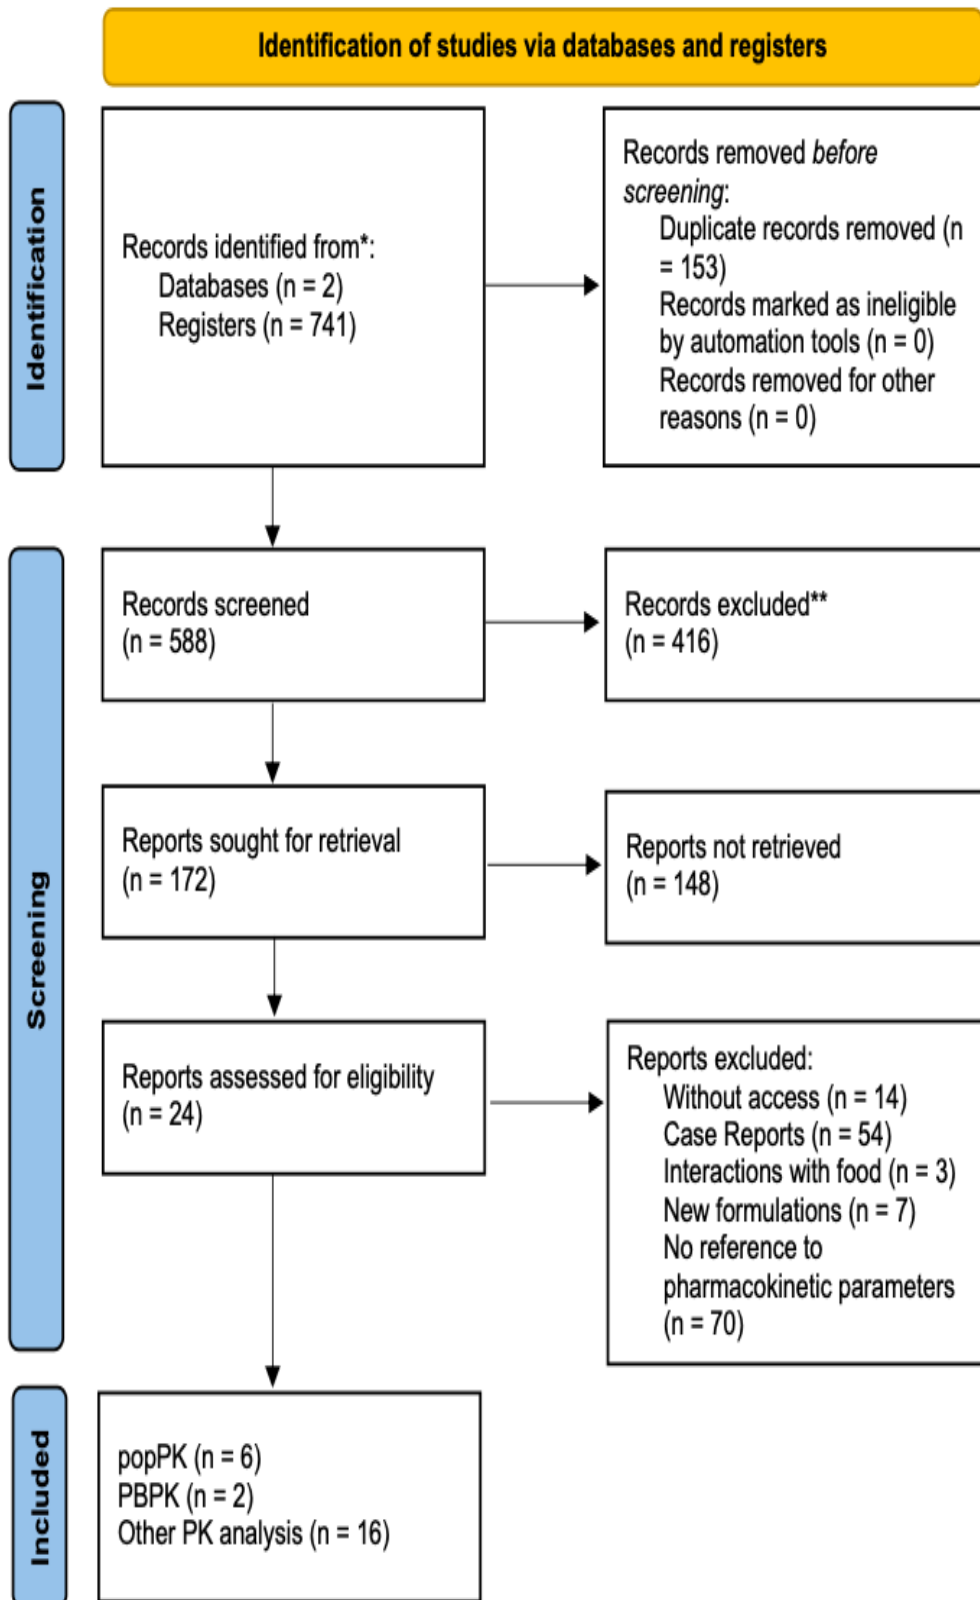 Identification of studies via databases and registers
Identification
Records identified from*:
Databases (n = 2)
Registers (n = 741)
Records removed before
screening:
Duplicate records removed (n
= 153)
Records marked as ineligible
by automation tools (n = 0)
Records removed for other
reasons (n = 0)
Screening
Records screened
(n = 588)
Records excluded**
(n = 416)
Reports sought for retrieval
(n = 172)
Reports not retrieved
(n = 148)
Reports assessed for eligibility
(n = 24)
Reports excluded:
Without access (n = 14)
Case Reports (n = 54)
Interactions with food (n = 3)
New formulations (n = 7)
No reference to
pharmacokinetic parameters
(n = 70)
Included
popPK (n = 6)
PBPK (n = 2)
Other PK analysis (n = 16)